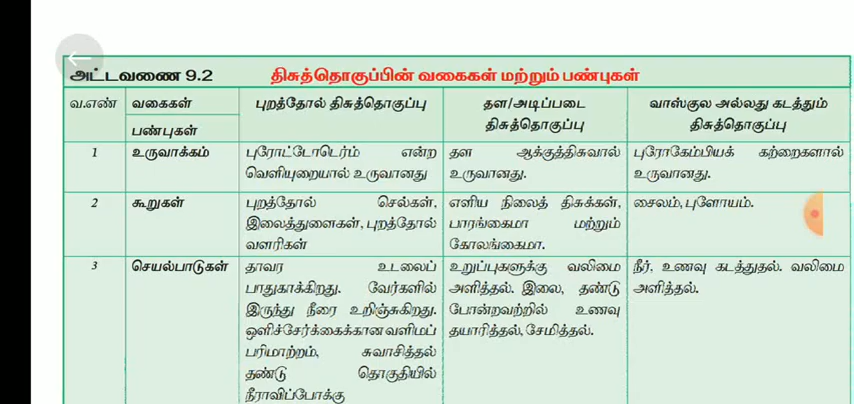 அட்டவணை 9.2 திசுத்தொகுப்பின் வகைகள் மற்றும் பண்புகள்
வ.எண் வகைகள் பண்புகள் புறத்தோல் திசுத்தொகுப்பு தள/அடிப்படை திசுத்தொகுப்பு வாஸ்குல அல்லது கடத்தும் திசுத்தொகுப்பு
1 உருவாக்கம்
புரோட்டோடெர்ம் என்ற
வெளியுறையால் உருவானது
தள ஆக்குத்திசுவால்
உருவானது.
புரோகேம்பியக் கற்றைகளால்
உருவானது.
2 கூறுகள்
புறத்தோல் செல்கள்,
இலைத்துளைகள், புறத்தோல்
வளரிகள்
எளிய நிலைத் திசுக்கள்,
பாரங்கைமா மற்றும்
கோலங்கைமா.
சைலம், புளோயம்.
3 செயல்பாடுகள்
தாவர உடலைப்
பாதுகாக்கிறது. வேர்களில்
இருந்து நீரை உறிஞ்சுகிறது.
ஒளிச்சேர்க்கைக்கான வளிமப்
பரிமாற்றம், சுவாசித்தல்
தண்டு தொகுதியில்
நீராவிப்போக்கு
உறுப்புகளுக்கு வலிமை
அளித்தல். இலை, தண்டு
போன்றவற்றில் உணவு
தயாரித்தல், சேமித்தல்.
நீர், உணவு கடத்துதல். வலிமை
அளித்தல்.